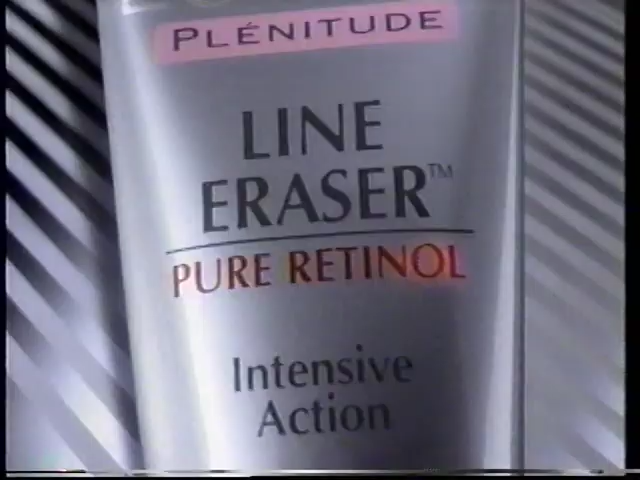 PLÉNITUDE
LINE
ERASER™
PURE RETINOL
Intensive
Action